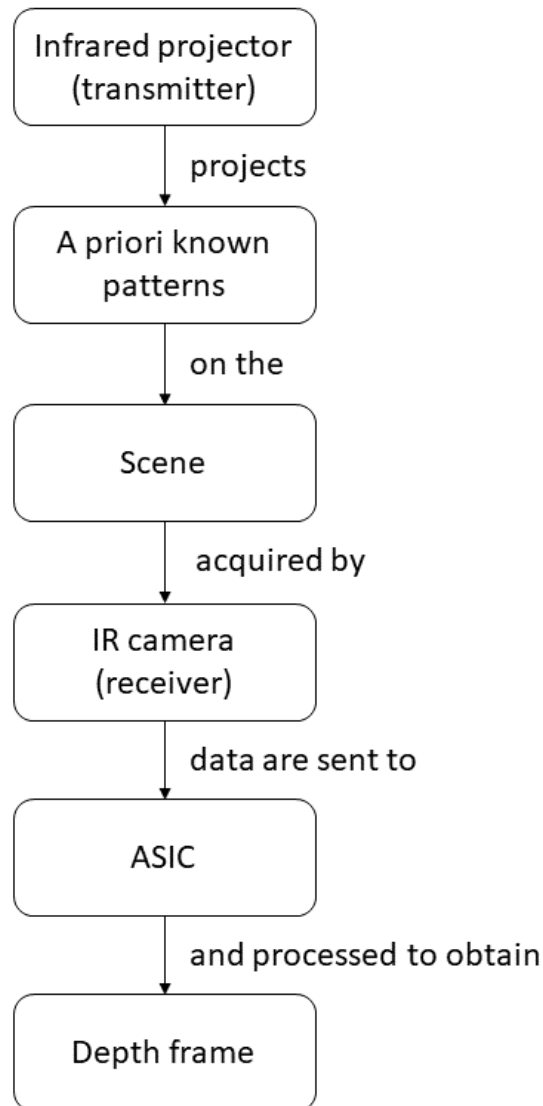 Infrared projector
(transmitter)
projects
A priori known
patterns
on the
Scene
acquired by
IR camera
(receiver)
data are sent to
ASIC
and processed to obtain
Depth frame